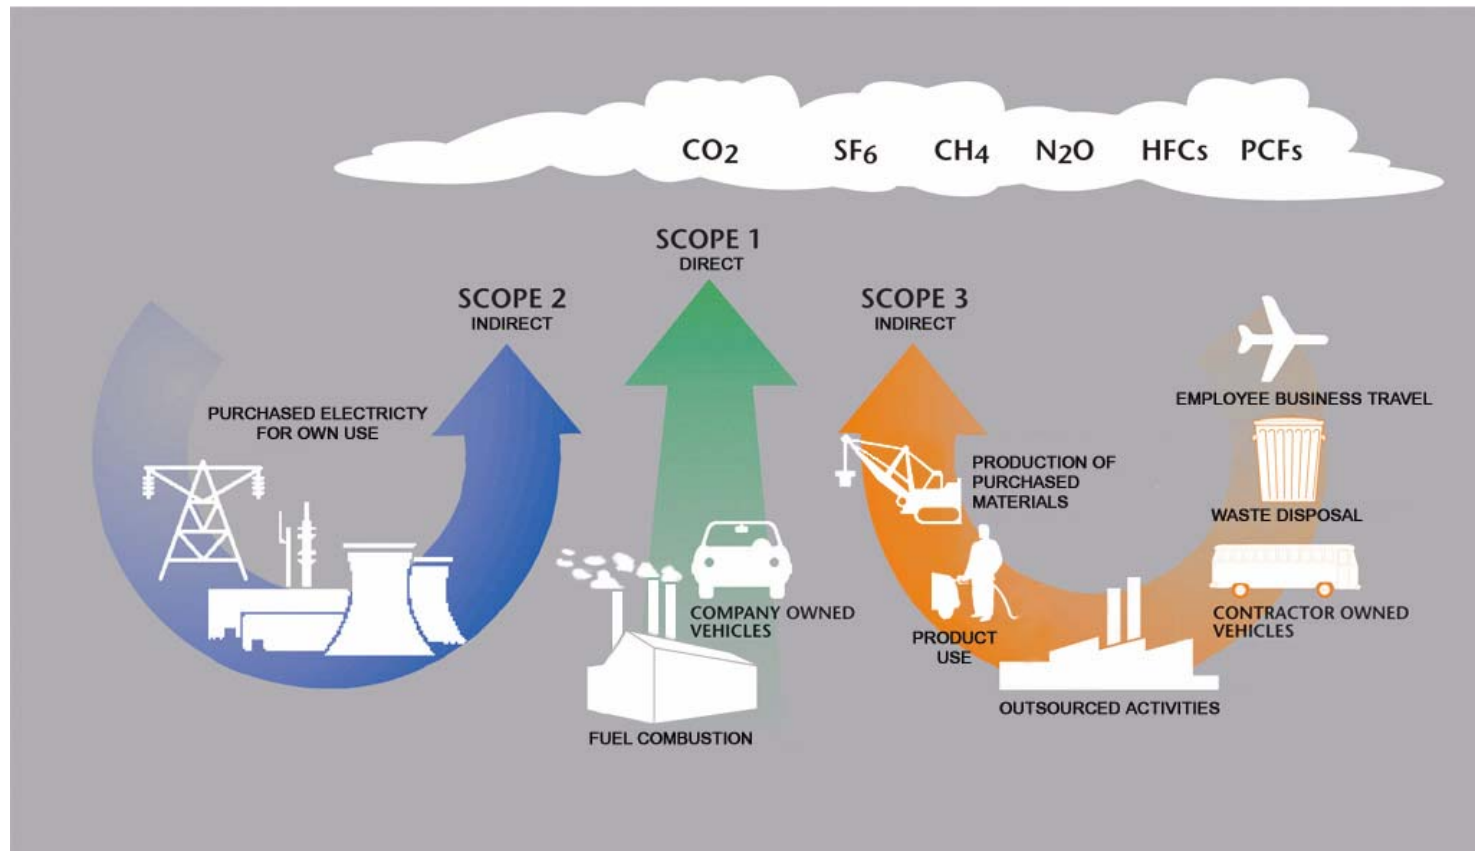 CO2 SF6 CH4 N2O HFCs PCFs
SCOPE 1
DIRECT
SCOPE 2
INDIRECT
SCOPE 3
INDIRECT
PURCHASED ELECTRICTY
FOR OWN USE
COMPANY OWNED
VEHICLES
FUEL COMBUSTION
PRODUCTION OF
PURCHASED
MATERIALS
PRODUCT
USE
OUTSOURCED ACTIVITIES
EMPLOYEE BUSINESS TRAVEL
WASTE DISPOSAL
CONTRACTOR OWNED
VEHICLES